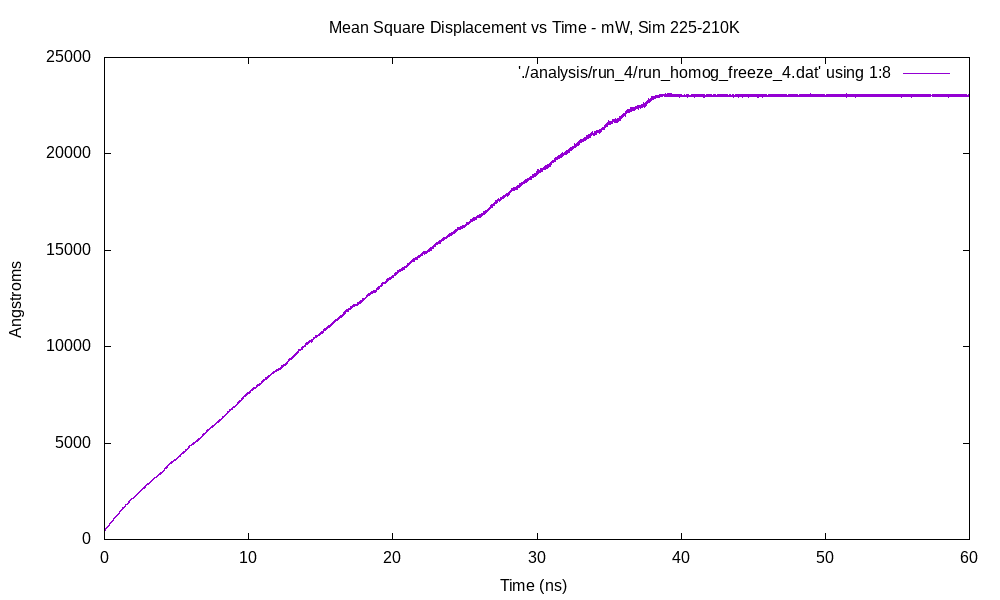 Mean Square Displacement vs Time - mW, Sim 225-210K
'./analysis/run_4/run_homog_freeze_4.dat' using 1:8
25000
20000
15000
10000
5000
0
Angstroms
0 10 20 30 40 50 60
Time (ns)